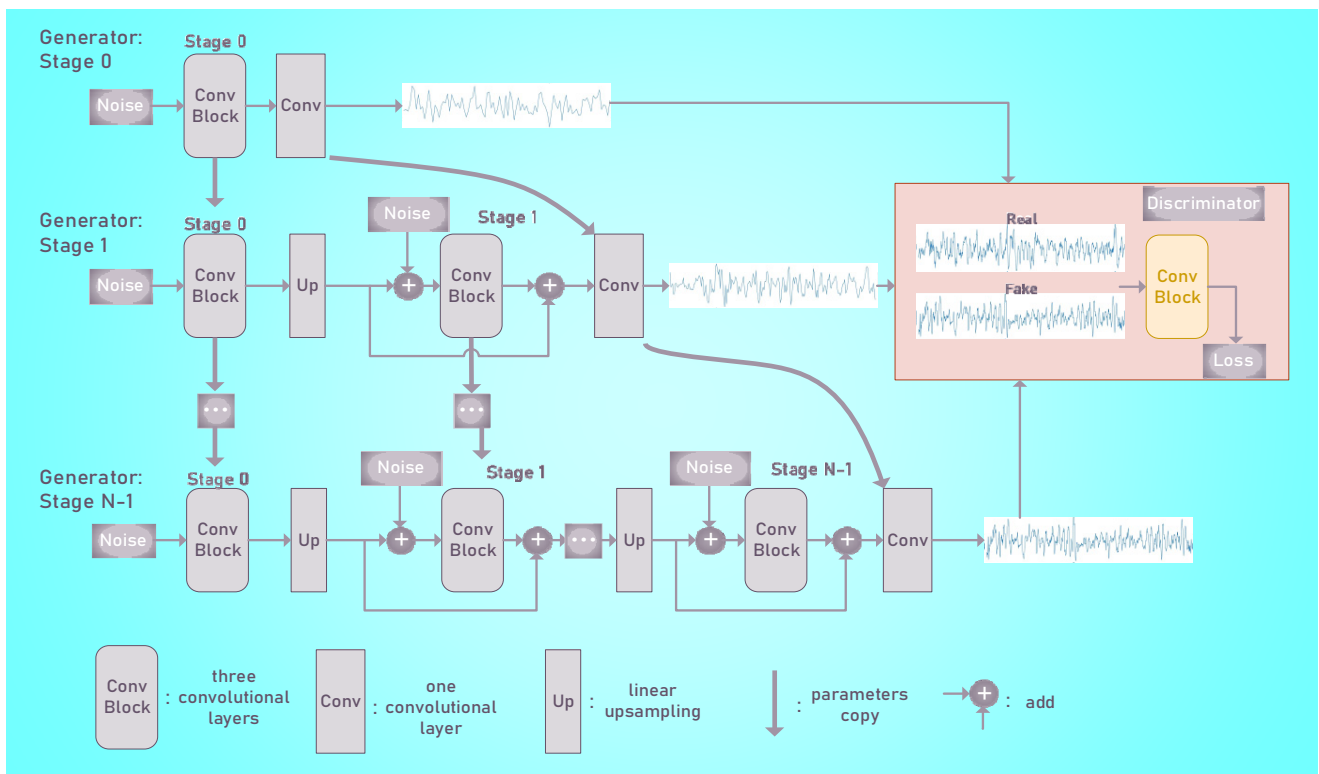 Generator:
Stage 0
Stage 0
Noise
Conv
Block
Conv
Generator:
Stage 1
Stage 0
Noise
Conv
Block
Up
Noise
Stage 1
Conv
Block
Conv
Discriminator
Real
Fake
Conv
Block
Loss
Generator:
Stage N-1
Stage 0
Noise
Conv
Block
Up
Noise
Stage 1
Conv
Block
Up
Noise
Stage N-1
Conv
Block
Conv
Conv
Block
: three
convolutional
layers
Conv
: one
convolutional
layer
Up
: linear
upsampling
: parameters
copy
: add